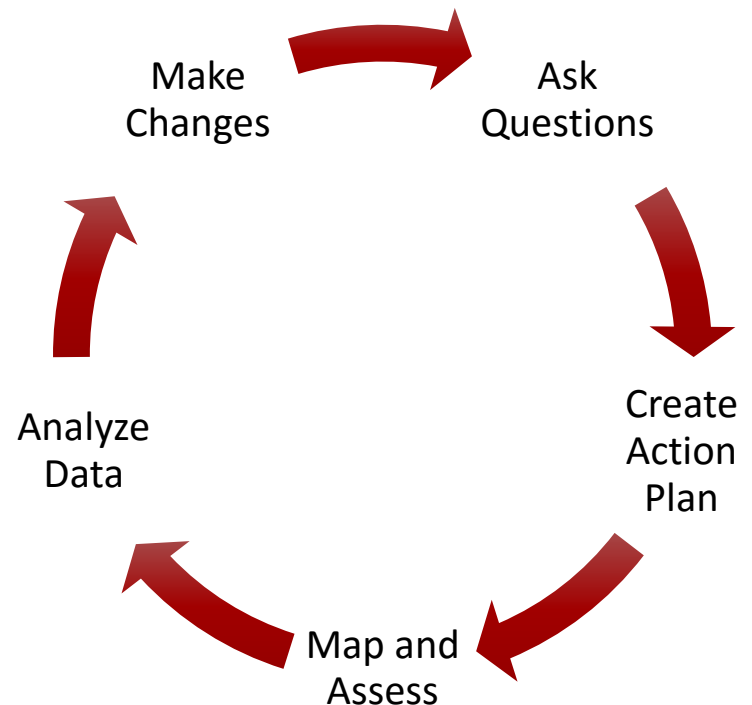 Make
Changes
Ask
Questions
Create
Action
Plan
Map and
Assess
Analyze
Data